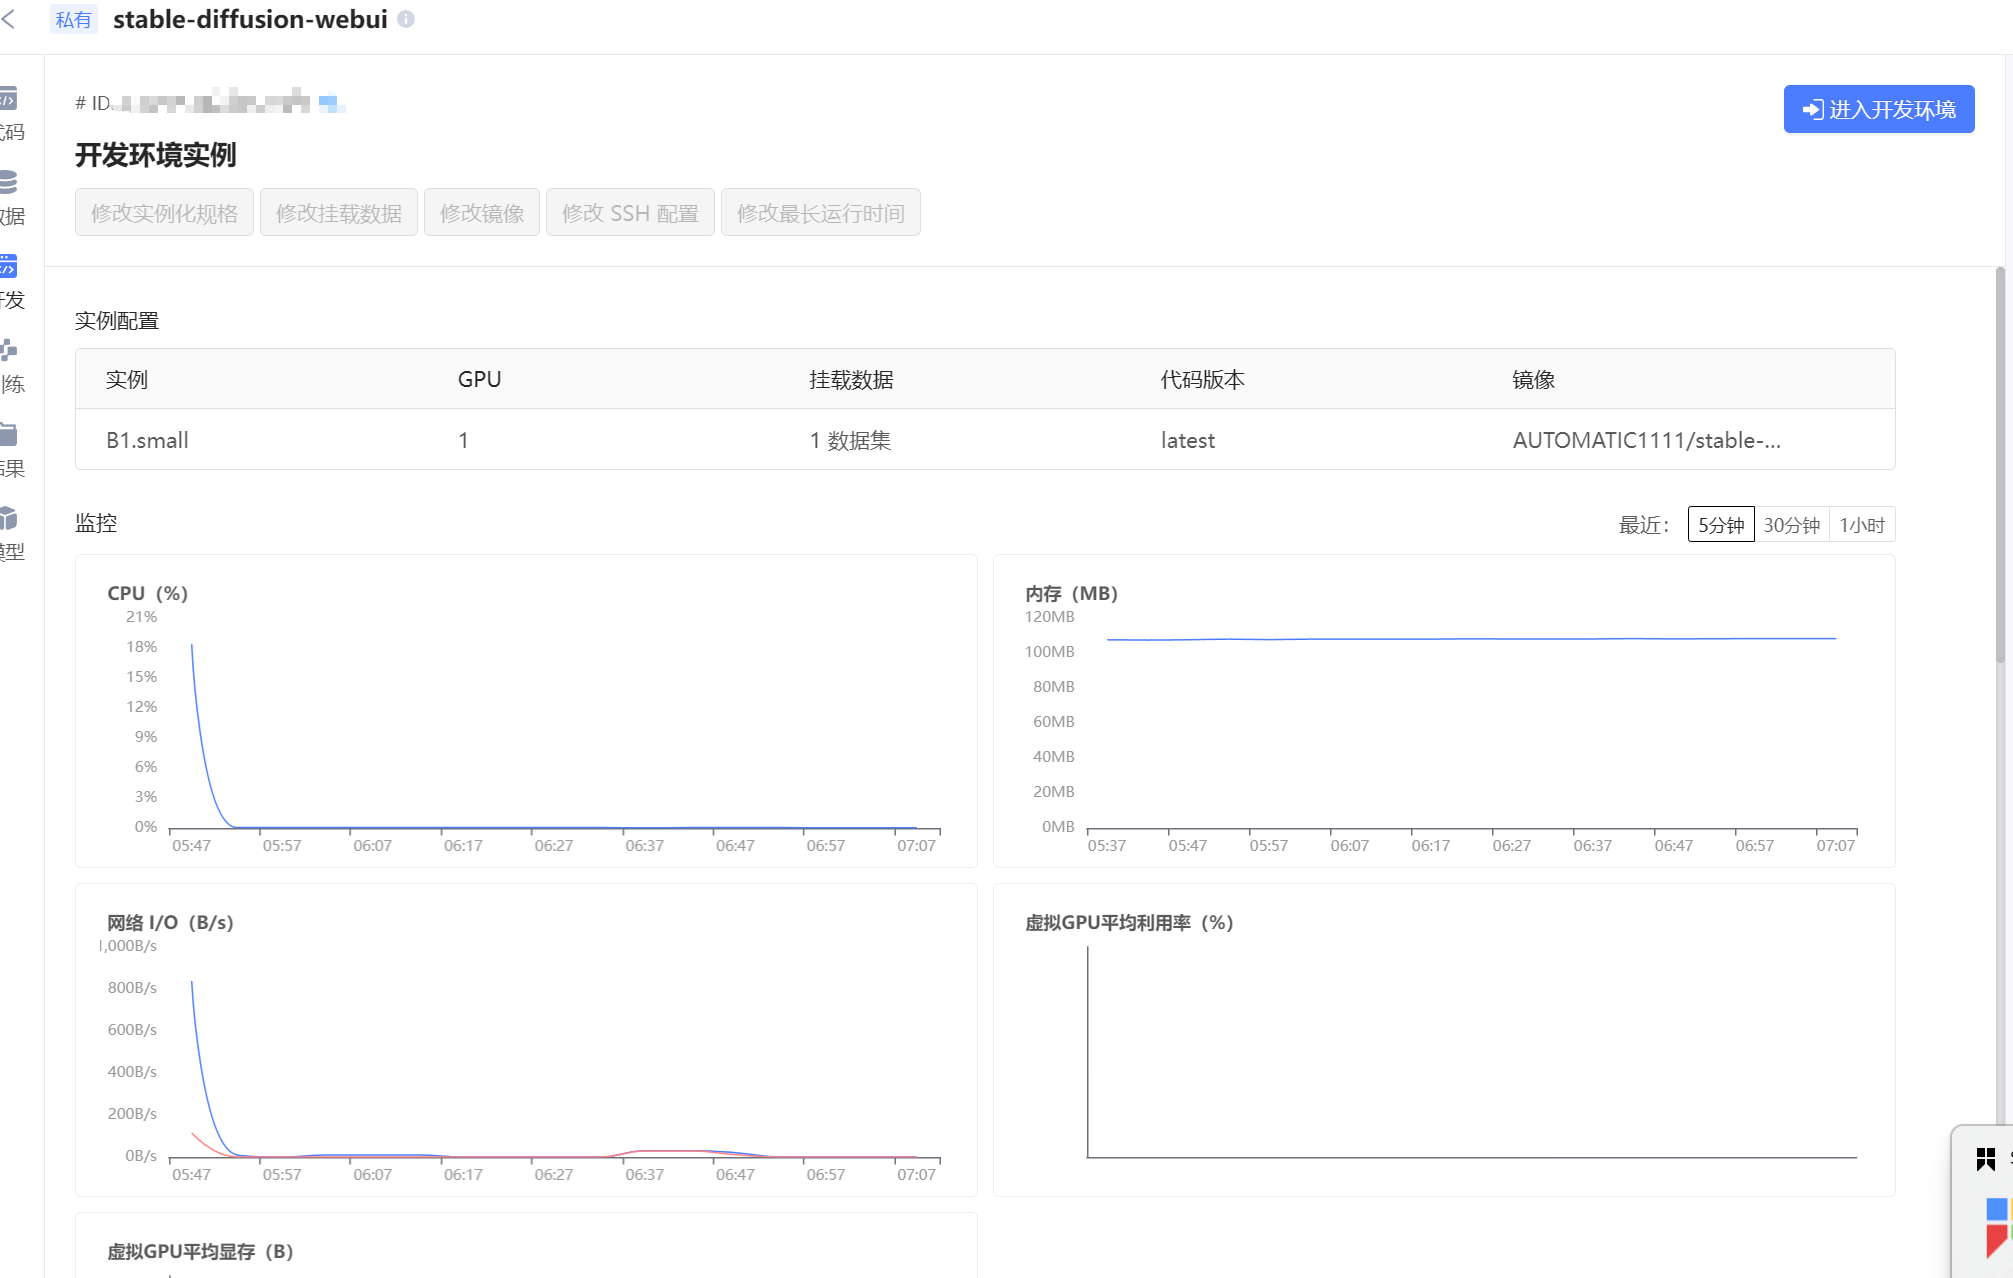 私有 stable-diffusion-webui
# ID
进入开发环境
开发环境实例
修改实例化规格 修改挂载数据 修改镜像 修改 SSH 配置 修改最长运行时间
代码
数据
开发
训练
结果
模型
实例配置
实例 GPU 挂载数据 代码版本 镜像
B1.small 1 1 数据集 latest AUTOMATIC1111/stable-...
监控
最近： 5分钟 30分钟 1小时
CPU（%）
21%
18%
15%
12%
9%
6%
3%
0%
05:47 05:57 06:07 06:17 06:27 06:37 06:47 06:57 07:07
内存（MB）
120MB
100MB
80MB
60MB
40MB
20MB
0MB
05:37 05:47 05:57 06:07 06:17 06:27 06:37 06:47 06:57 07:07
网络 I/O（B/s）
1,000B/s
800B/s
600B/s
400B/s
200B/s
0B/s
05:47 05:57 06:07 06:17 06:27 06:37 06:47 06:57 07:07
虚拟GPU平均利用率（%）
虚拟GPU平均显存（B）